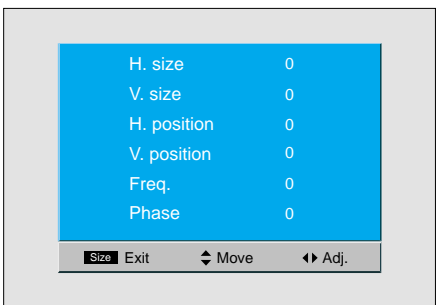 H. size 0
V. size 0
H. position 0
V. position 0
Freq. 0
Phase 0
Size Exit Move Adj.